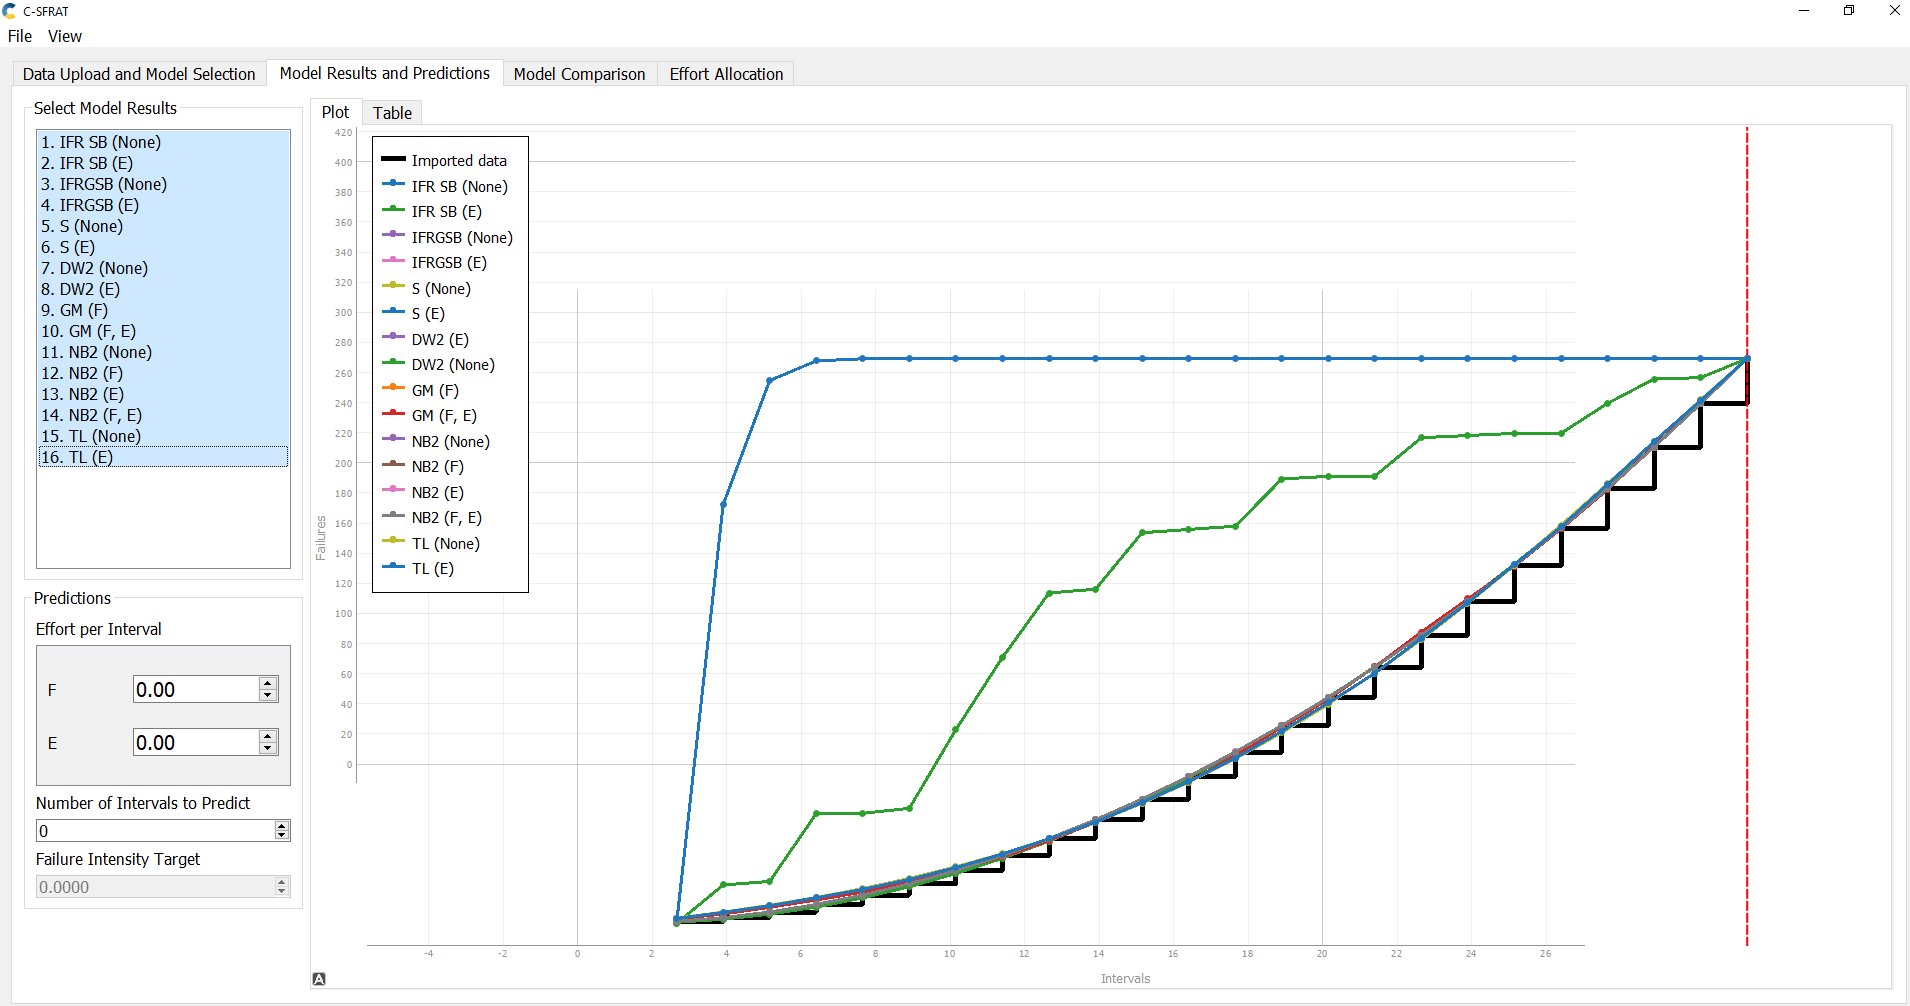 C-SFRAT
File View
Data Upload and Model Selection
Model Results and Predictions
Model Comparison
Effort Allocation
Select Model Results
1. IFR SB (None)
2. IFR SB (E)
3. IFRGSB (None)
4. IFRGSB (E)
5. S (None)
6. S (E)
7. DW2 (None)
8. DW2 (E)
9. GM (F)
10. GM (F, E)
11. NB2 (None)
12. NB2 (F)
13. NB2 (E)
14. NB2 (F, E)
15. TL (None)
16. TL (E)
Predictions
Effort per Interval
F 0.00
E 0.00
Number of Intervals to Predict
0
Failure Intensity Target
0.0000
Plot Table
420
400
380
360
340
320
300
280
260
240
220
200
180
160
140
120
100
80
60
40
20
0
Failures
Imported data
IFR SB (None)
IFR SB (E)
IFRGSB (None)
IFRGSB (E)
S (None)
S (E)
DW2 (E)
DW2 (None)
GM (F)
GM (F, E)
NB2 (None)
NB2 (F)
NB2 (E)
NB2 (F, E)
TL (None)
TL (E)
-4 -2 0 2 4 6 8 10 12 14 16 18 20 22 24 26
Intervals
A